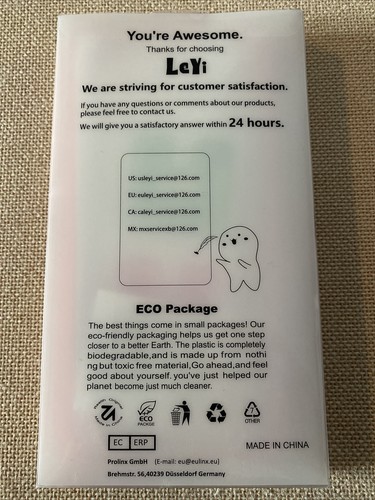 You're Awesome.
Thanks for choosing
LeYi
We are striving for customer satisfaction.
If you have any questions or comments about our products,
please feel free to contact us.
We will give you a satisfactory answer within 24 hours.
US: usleyi_service@126.com
EU: euleyi_service@126.com
CA: caleyi_service@126.com
MX: mxservicexb@126.com
ECO Package
The best things come in small packages! Our
eco-friendly packaging helps us get one step
closer to a better Earth. The plastic is completely
biodegradable,and is made up from nothi
ng but toxic free material,Go ahead,and feel
good about yourself. you've just helped our
planet become just much cleaner.
ECO
PACKAGE
7
OTHER
EC ERP
MADE IN CHINA
Prolinx GmbH (E-mail: eu@eulinx.eu)
Brehmstr. 56,40239 Düsseldorf Germany